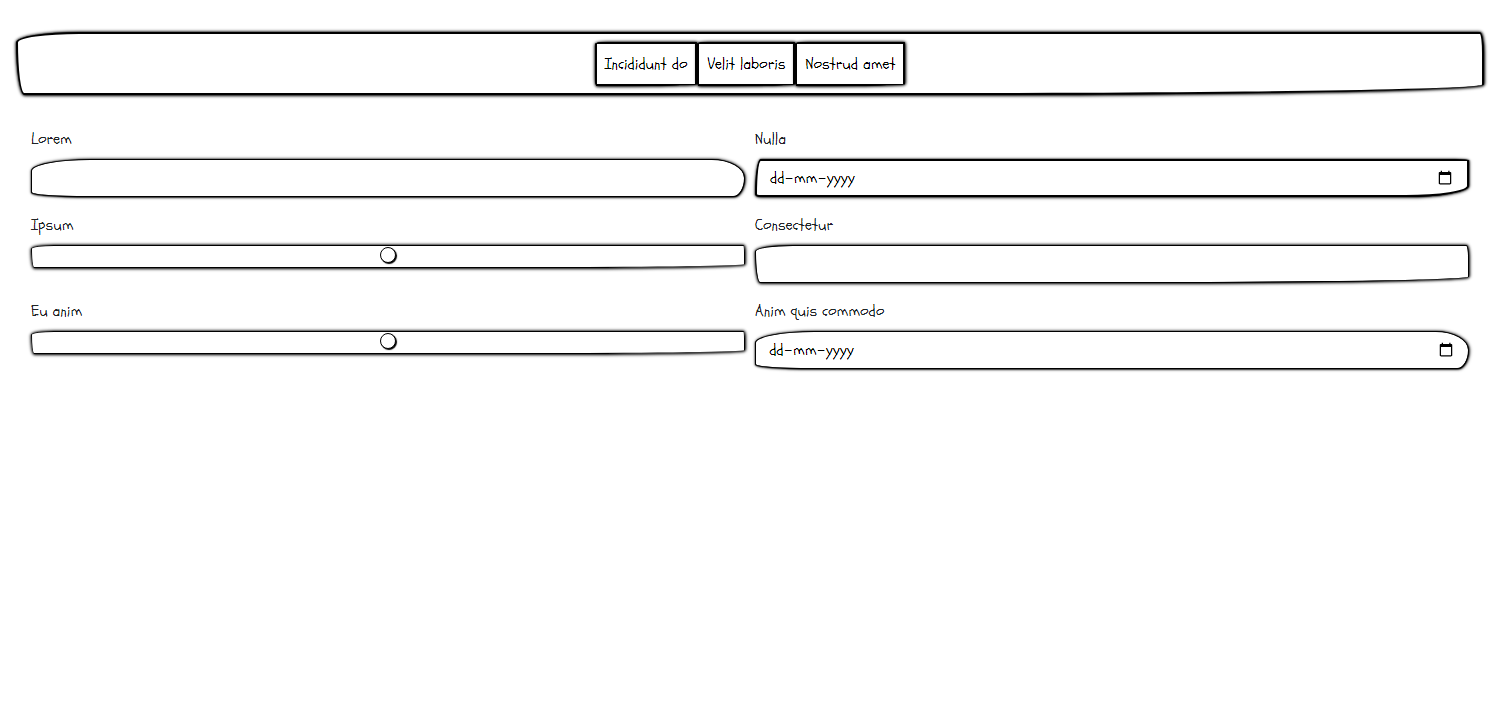 Incididunt do Velit laboris Nostrud amet
Lorem Nulla
dd-mm-yyyy
Ipsum Consectetur
Eu anim Anim quis commodo
dd-mm-yyyy